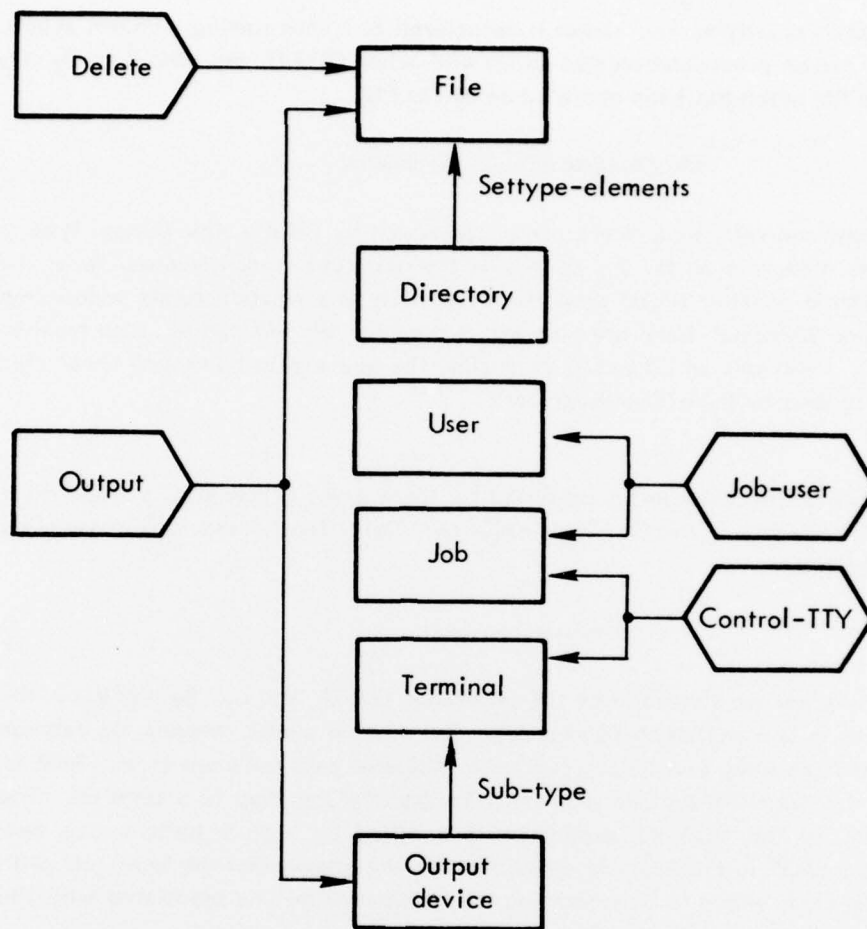 Delete
File
Settype-elements
Directory
User
Output
Job-user
Job
Control-TTY
Terminal
Sub-type
Output
device